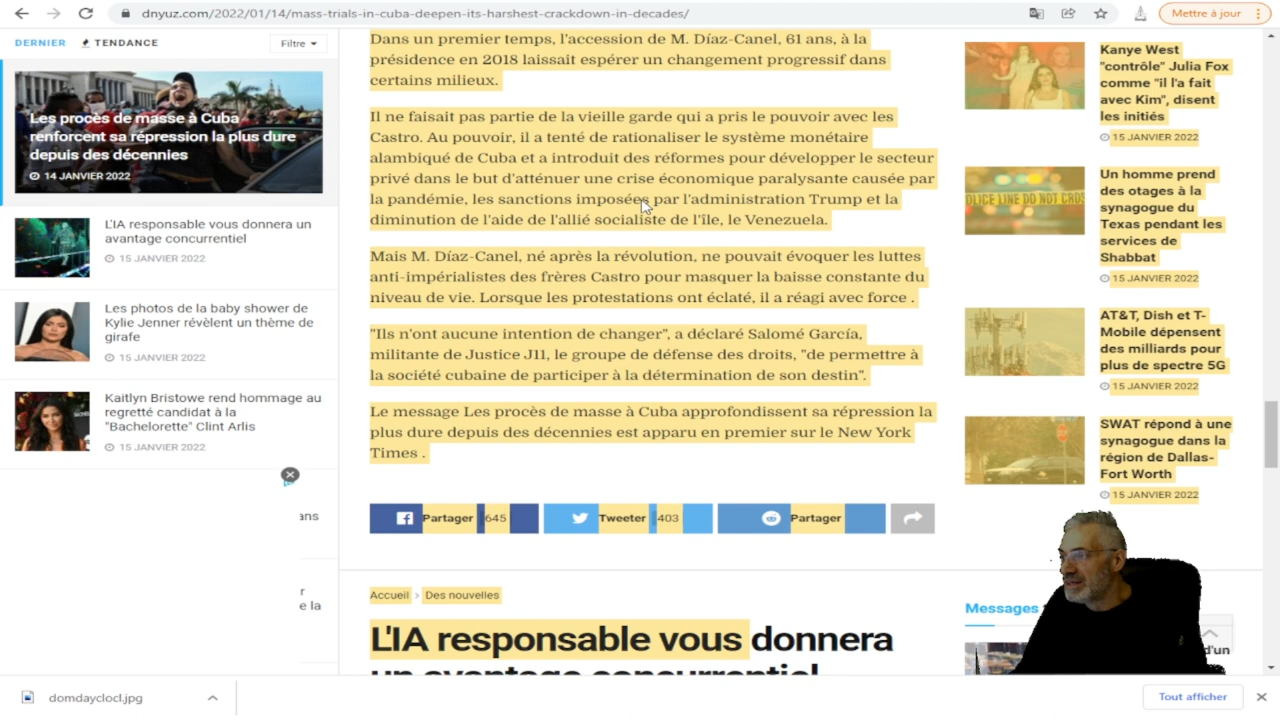 dnyuz.com/2022/01/14/mass-trials-in-cuba-deepen-its-harshest-crackdown-in-decades/
Mettre à jour
DERNIER
TENDANCE
Filtre
Les procès de masse à Cuba
renforcent sa répression la plus dure
depuis des décennies
14 JANVIER 2022
L'IA responsable vous donnera un
avantage concurrentiel
15 JANVIER 2022
Les photos de la baby shower de
Kylie Jenner révèlent un thème de
girafe
15 JANVIER 2022
Kaitlyn Bristowe rend hommage au
regretté candidat à la
"Bachelorette" Clint Arlis
15 JANVIER 2022
ans
r
e la
Dans un premier temps, l'accession de M. Díaz-Canel, 61 ans, à la
présidence en 2018 laissait espérer un changement progressif dans
certains milieux.
Il ne faisait pas partie de la vieille garde qui a pris le pouvoir avec les
Castro. Au pouvoir, il a tenté de rationaliser le système monétaire
alambiqué de Cuba et a introduit des réformes pour développer le secteur
privé dans le but d'atténuer une crise économique paralysante causée par
la pandémie, les sanctions imposées par l'administration Trump et la
diminution de l'aide de l'allié socialiste de l'île, le Venezuela.
Mais M. Díaz-Canel, né après la révolution, ne pouvait évoquer les luttes
anti-impérialistes des frères Castro pour masquer la baisse constante du
niveau de vie. Lorsque les protestations ont éclaté, il a réagi avec force .
"Ils n'ont aucune intention de changer", a déclaré Salomé García,
militante de Justice J11, le groupe de défense des droits, "de permettre à
la société cubaine de participer à la détermination de son destin".
Le message Les procès de masse à Cuba approfondissent sa répression la
plus dure depuis des décennies est apparu en premier sur le New York
Times .
Partager 645
Tweeter 403
Partager
Accueil > Des nouvelles
L'IA responsable vous donnera
un avantage concurrentiel
Kanye West
"contrôle" Julia Fox
comme "il l'a fait
avec Kim", disent
les initiés
15 JANVIER 2022
POLICE LINE DO NOT CROS
Un homme prend
des otages à la
synagogue du
Texas pendant les
services de
Shabbat
15 JANVIER 2022
AT&T, Dish et T-
Mobile dépensent
des milliards pour
plus de spectre 5G
15 JANVIER 2022
SWAT répond à une
synagogue dans la
région de Dallas-
Fort Worth
15 JANVIER 2022
Messages
d'un
domdayclocl.jpg
Tout afficher